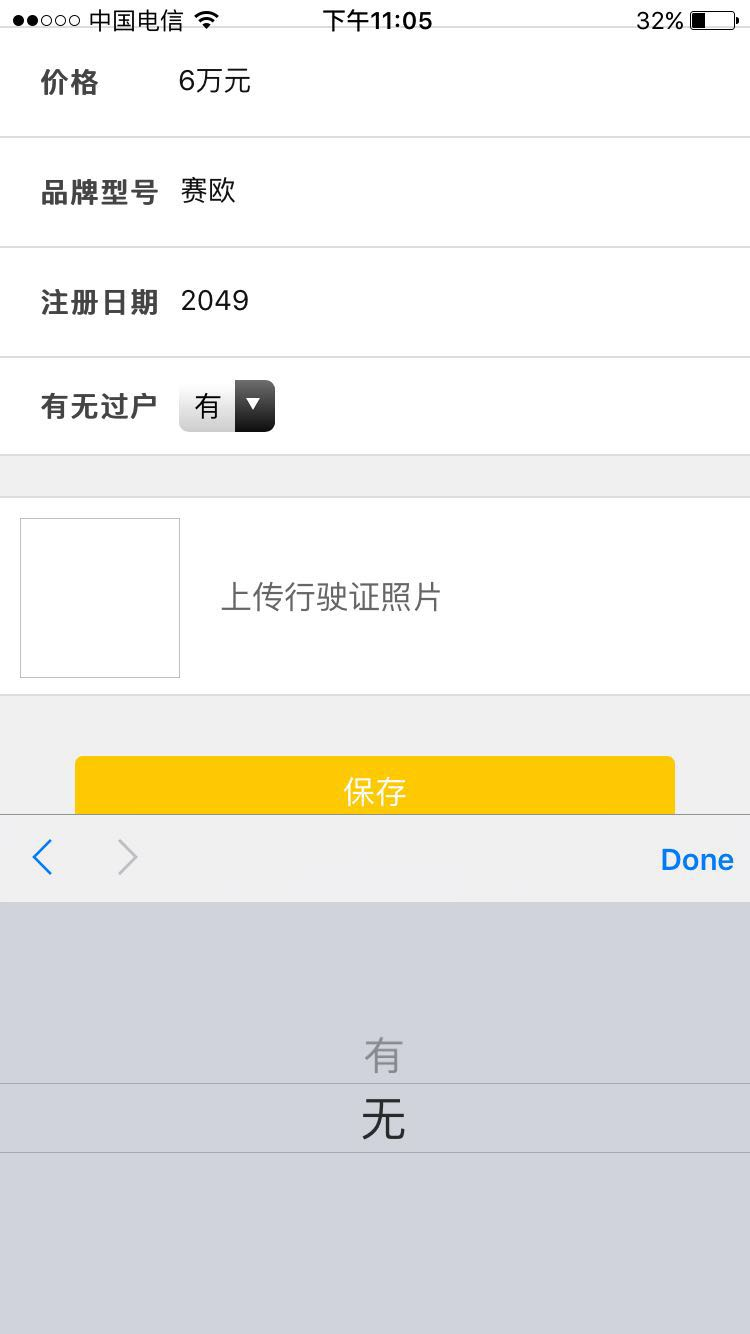 中国电信 下午11:05 32%
价格 6万元
品牌型号 赛欧
注册日期 2049
有无过户 有
上传行驶证照片
保存
Done
有
无